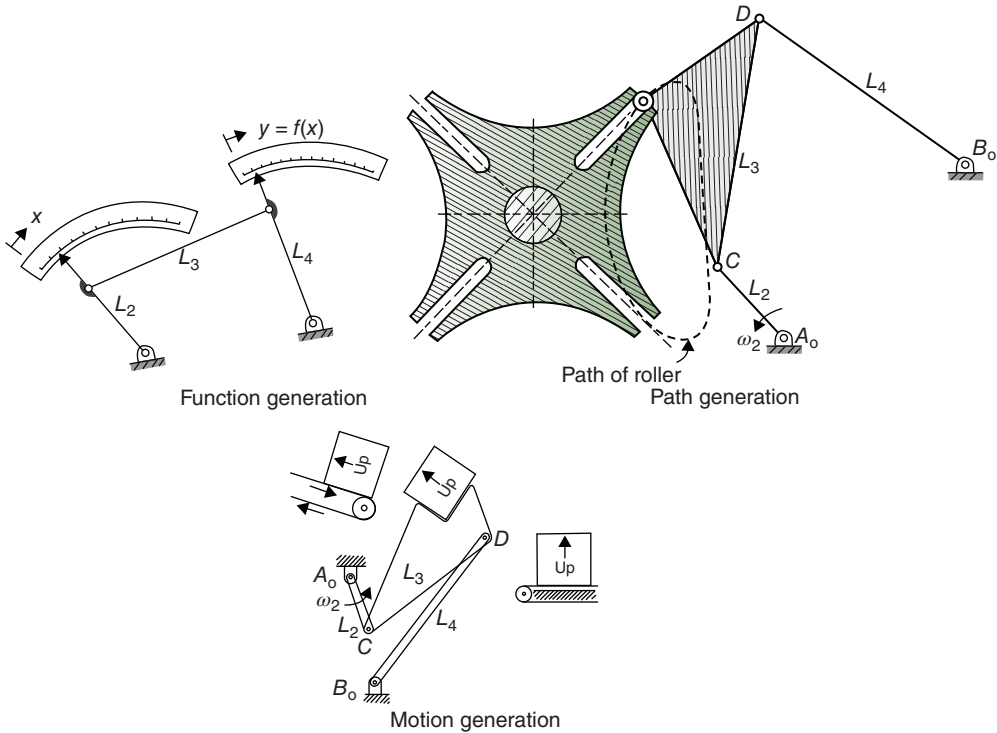 y = f(x)
x
L3
L4
L2
Function generation
D
L4
Bo
L3
C
L2
ω2
Ao
Path of roller
Path generation
Up
Up
D
Up
Ao
L3
ω2
L2
L4
C
Bo
Motion generation